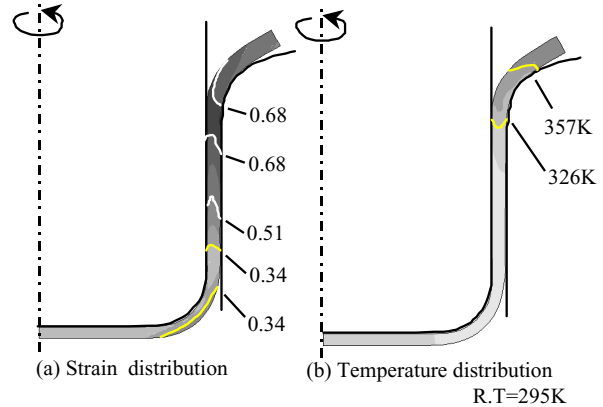 0.68
0.68
0.51
0.34
0.34
(a) Strain distribution
357K
326K
(b) Temperature distribution
R.T=295K